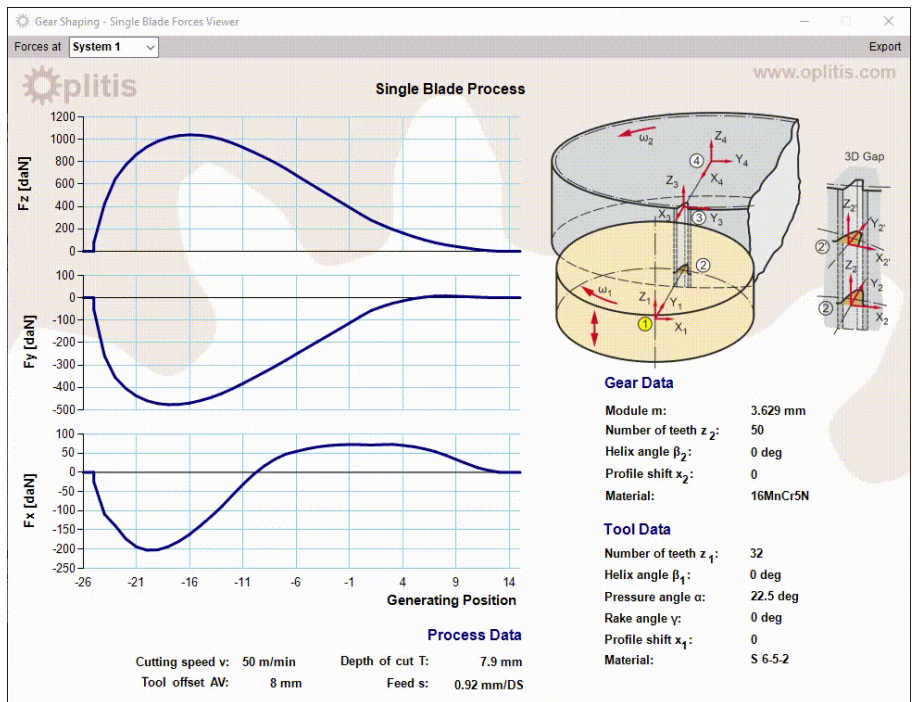 Gear Shaping - Single Blade Forces Viewer
Forces at System 1 Export
Oplitis
www.oplitis.com
Single Blade Process
Fz [daN]
1200
1000
800
600
400
200
0
Fy [daN]
100
0
-100
-200
-300
-400
-500
Fx [daN]
100
50
0
-50
-100
-150
-200
-250
-26 -21 -16 -11 -6 -1 4 9 14
Generating Position
ω2
Z4
4 Y4
X4
Z3
X3 3 Y3
2
ω1
Z1
Y1
1 X1
3D Gap
Z2'
Y2'
2' X2'
Z2
Y2
2 X2
Gear Data
Module m: 3.629 mm
Number of teeth z2: 50
Helix angle β2: 0 deg
Profile shift x2: 0
Material: 16MnCr5N
Tool Data
Number of teeth z1: 32
Helix angle β1: 0 deg
Pressure angle α: 22.5 deg
Rake angle γ: 0 deg
Profile shift x1: 0
Material: S 6-5-2
Process Data
Cutting speed v: 50 m/min Depth of cut T: 7.9 mm
Tool offset AV: 8 mm Feed s: 0.92 mm/DS